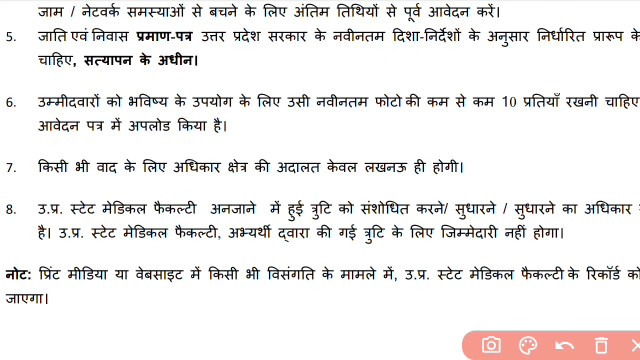 जाम / नेटवर्क समस्याओं से बचने के लिए अंतिम तिथियों से पूर्व आवेदन करें।
5. जाति एवं निवास प्रमाण-पत्र उत्तर प्रदेश सरकार के नवीनतम दिशा-निर्देशों के अनुसार निर्धारित प्रारूप के
चाहिए, सत्यापन के अधीन।
6. उम्मीदवारों को भविष्य के उपयोग के लिए उसी नवीनतम फोटो की कम से कम 10 प्रतियाँ रखनी चाहिए
आवेदन पत्र में अपलोड किया है।
7. किसी भी वाद के लिए अधिकार क्षेत्र की अदालत केवल लखनऊ ही होगी।
8. उ.प्र. स्टेट मेडिकल फैकल्टी अनजाने में हुई त्रुटि को संशोधित करने/ सुधारने / सुधारने का अधिकार
है। उ.प्र. स्टेट मेडिकल फैकल्टी, अभ्यर्थी द्वारा की गई त्रुटि के लिए जिम्मेदारी नहीं होगा।
नोट: प्रिंट मीडिया या वेबसाइट में किसी भी विसंगति के मामले में, उ.प्र. स्टेट मेडिकल फैकल्टी के रिकॉर्ड को
जाएगा।